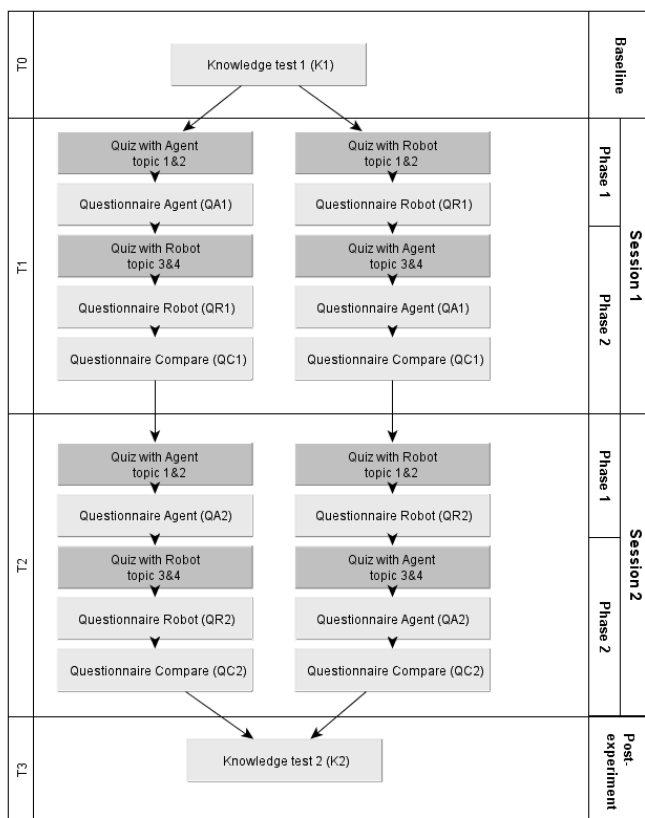 T0
Knowledge test 1 (K1)
Baseline
T1
Quiz with Agent
topic 1&2
Quiz with Robot
topic 1&2
Questionnaire Agent (QA1)
Questionnaire Robot (QR1)
Phase 1
Quiz with Robot
topic 3&4
Quiz with Agent
topic 3&4
Questionnaire Robot (QR1)
Questionnaire Agent (QA1)
Questionnaire Compare (QC1)
Questionnaire Compare (QC1)
Phase 2
Session 1
T2
Quiz with Agent
topic 1&2
Quiz with Robot
topic 1&2
Questionnaire Agent (QA2)
Questionnaire Robot (QR2)
Phase 1
Quiz with Robot
topic 3&4
Quiz with Agent
topic 3&4
Questionnaire Robot (QR2)
Questionnaire Agent (QA2)
Questionnaire Compare (QC2)
Questionnaire Compare (QC2)
Phase 2
Session 2
T3
Knowledge test 2 (K2)
Post-
experiment